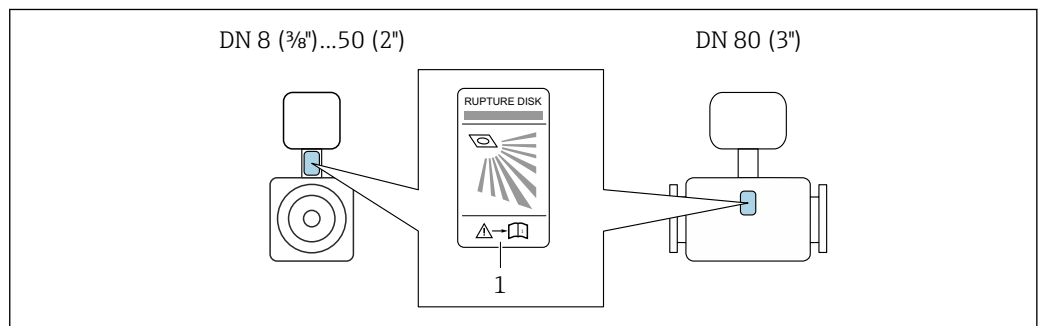 DN 8 (⅜")...50 (2")
DN 80 (3")
RUPTURE DISK
i
1